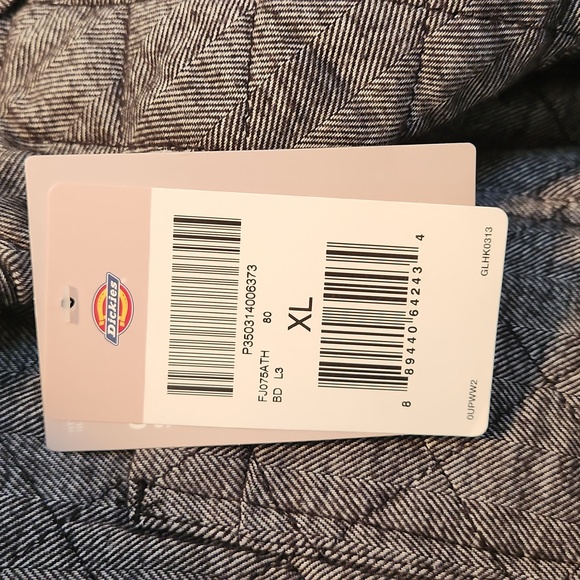 Dickies
P350314006373
FJ075ATH 80
BD L3
XL
8 89440 64243 4
0UPWW2
GLHK0313